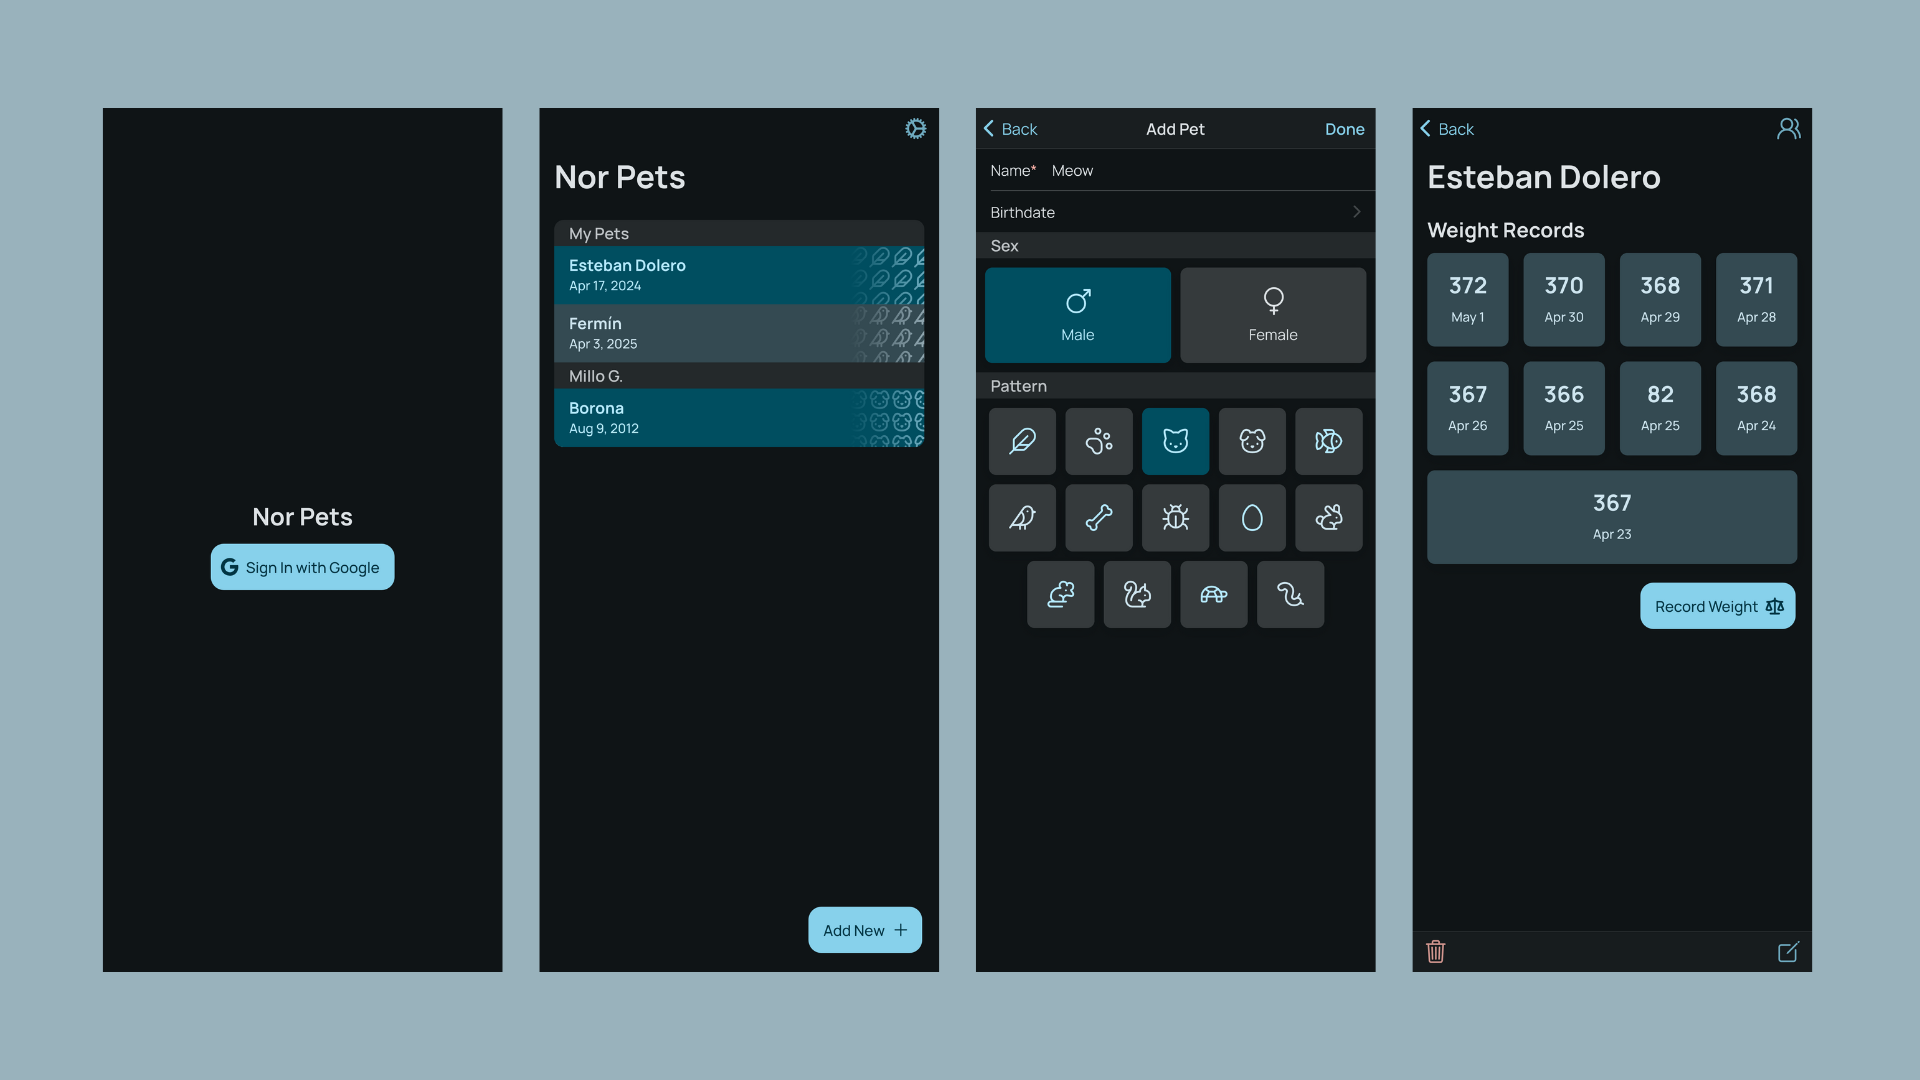 Nor Pets
Sign In with Google
Nor Pets
My Pets
Esteban Dolero
Apr 17, 2024
Fermín
Apr 3, 2025
Millo G.
Borona
Aug 9, 2012
Add New
Back
Add Pet
Done
Name* Meow
Birthdate
Sex
Male
Female
Pattern
Back
Esteban Dolero
Weight Records
372
May 1
370
Apr 30
368
Apr 29
371
Apr 28
367
Apr 26
366
Apr 25
82
Apr 25
368
Apr 24
367
Apr 23
Record Weight